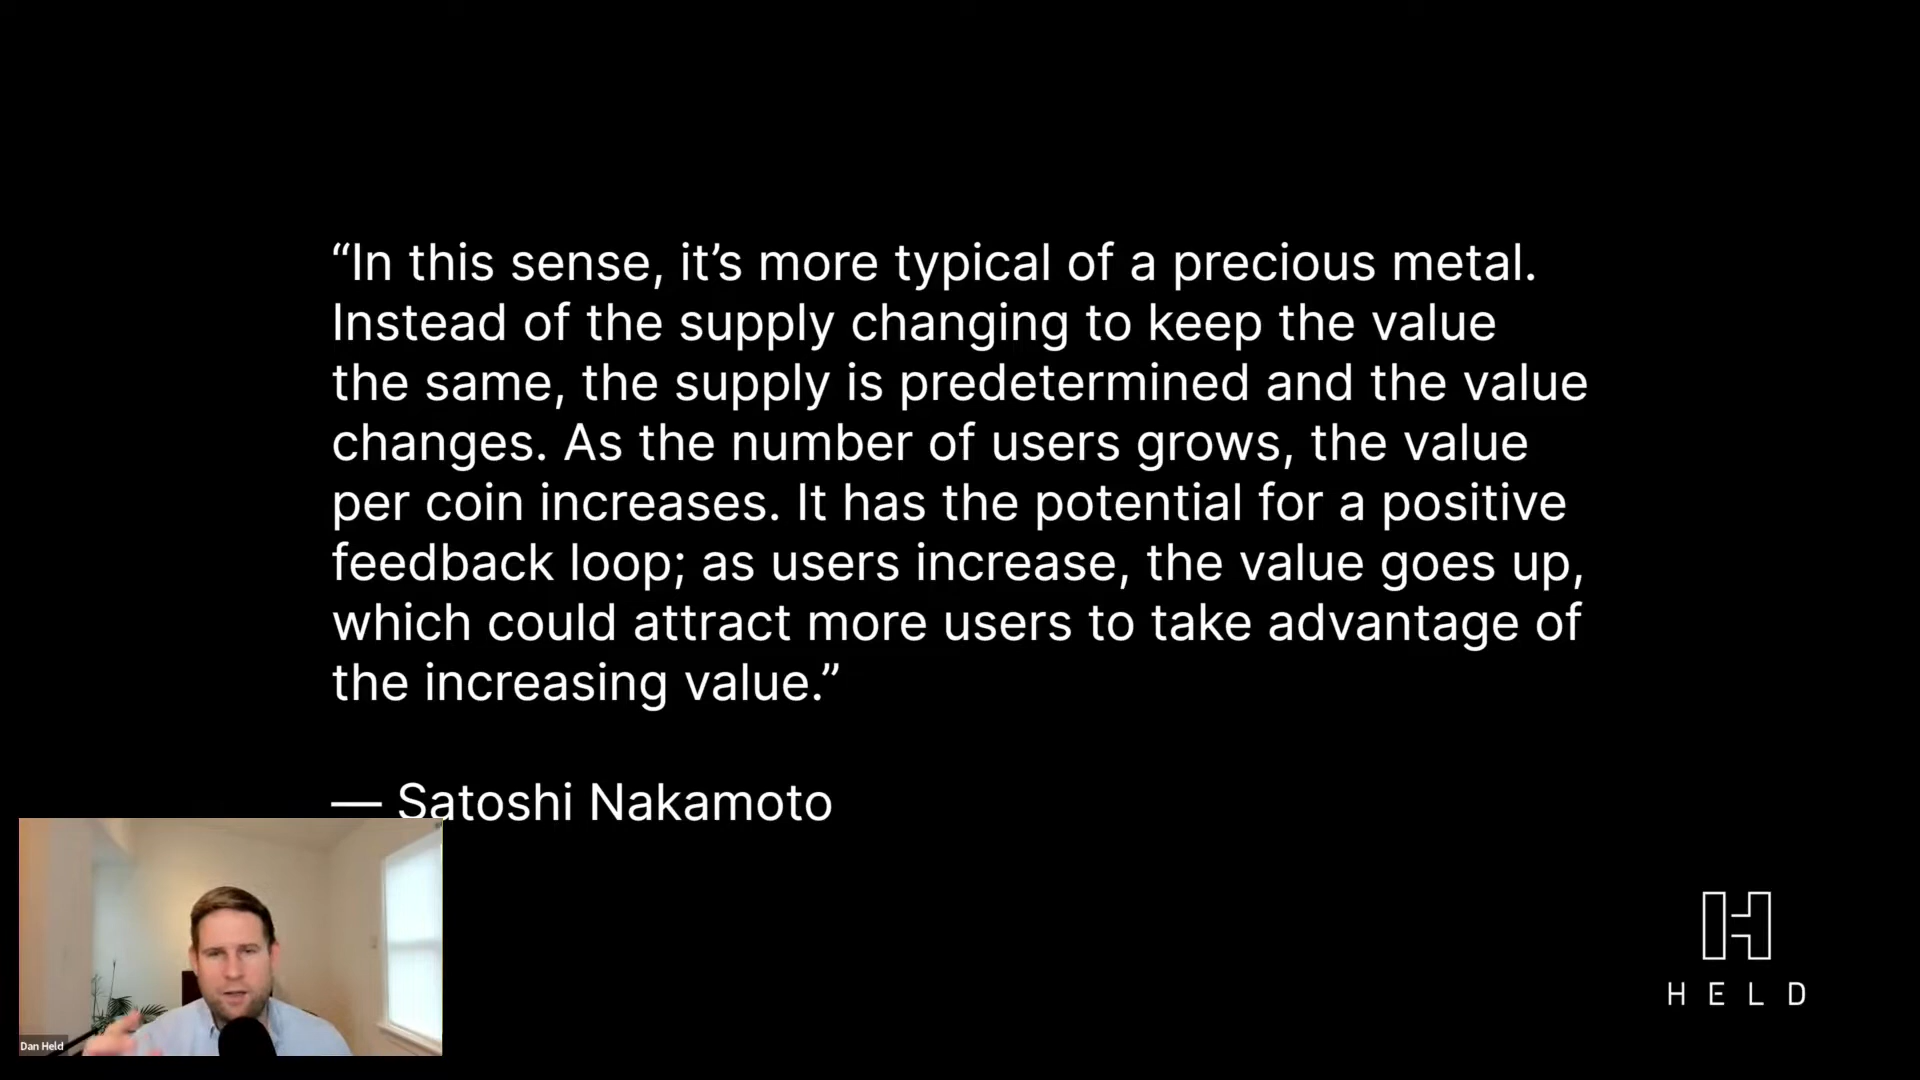 “In this sense, it’s more typical of a precious metal.
Instead of the supply changing to keep the value
the same, the supply is predetermined and the value
changes. As the number of users grows, the value
per coin increases. It has the potential for a positive
feedback loop; as users increase, the value goes up,
which could attract more users to take advantage of
the increasing value.”
— Satoshi Nakamoto
Dan Held
HELD